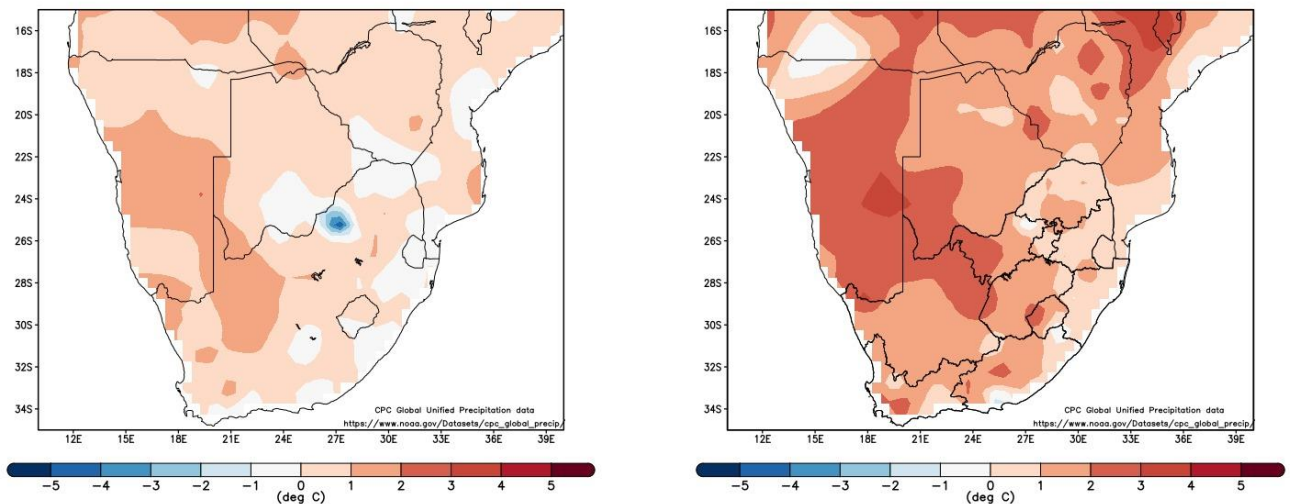 16S
18S
20S
22S
24S
26S
28S
30S
32S
34S
CPC Global Unified Precipitation data
https://www.noaa.gov/Datasets/cpc_global_precip/
12E 15E 18E 21E 24E 27E 30E 33E 36E 39E
-5 -4 -3 -2 -1 0 1 2 3 4 5
(deg C)
16S
18S
20S
22S
24S
26S
28S
30S
32S
34S
CPC Global Unified Precipitation data
https://www.noaa.gov/Datasets/cpc_global_precip/
12E 15E 18E 21E 24E 27E 30E 33E 36E 39E
-5 -4 -3 -2 -1 0 1 2 3 4 5
(deg C)